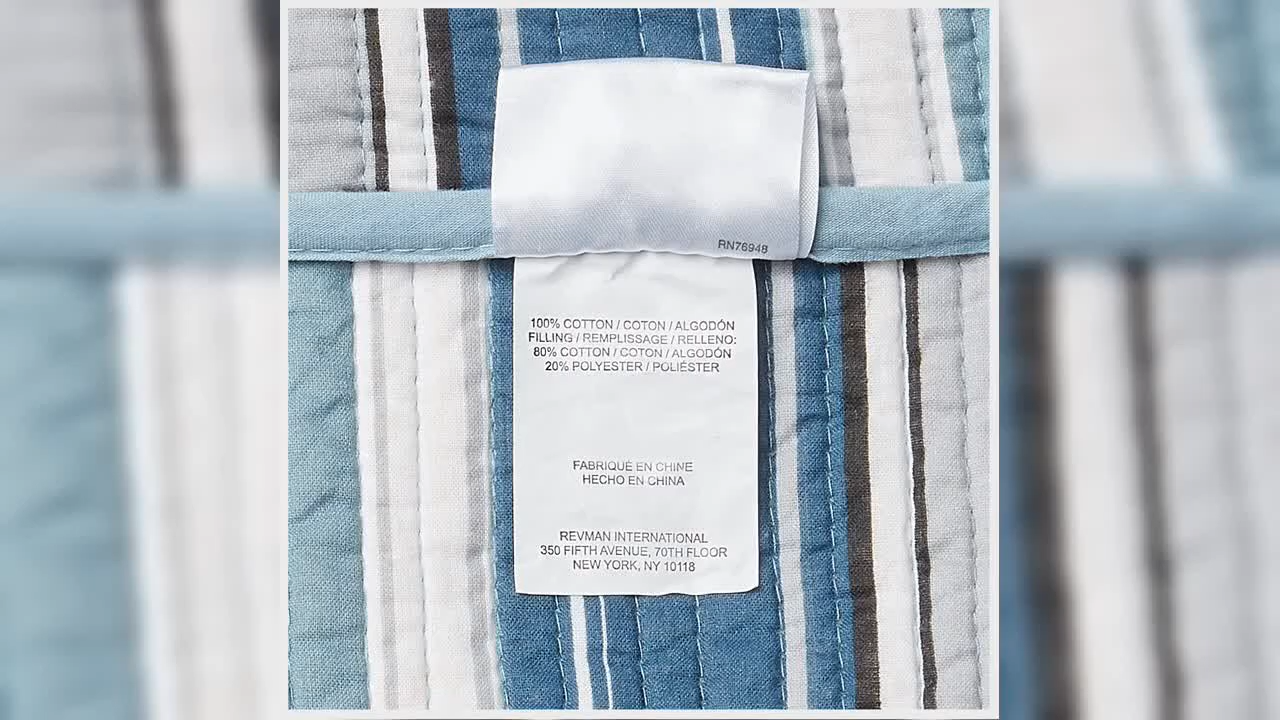 RN76948
100% COTTON / COTON / ALGODÓN
FILLING / REMPLISSAGE / RELLENO:
80% COTTON / COTON / ALGODÓN
20% POLYESTER / POLIÉSTER
FABRIQUÉ EN CHINE
HECHO EN CHINA
REVMAN INTERNATIONAL
350 FIFTH AVENUE, 70TH FLOOR
NEW YORK, NY 10118